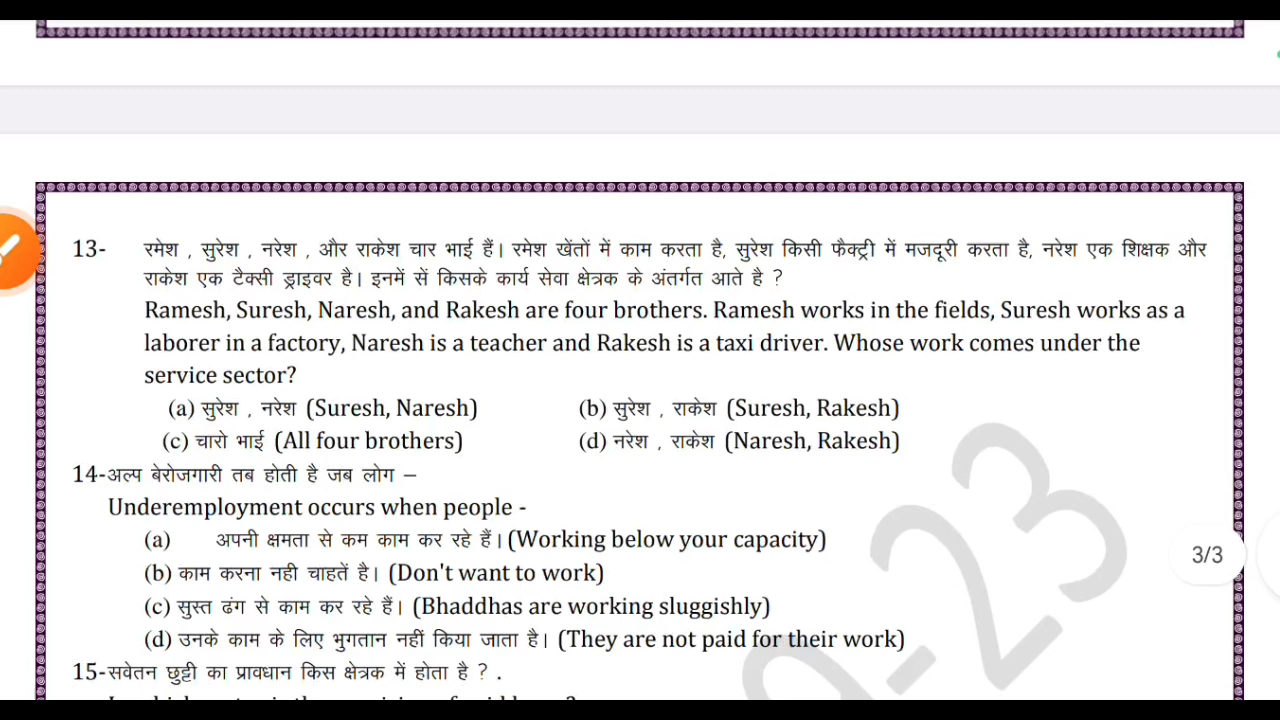 13- रमेश , सुरेश , नरेश , और राकेश चार भाई हैं। रमेश खेंतों में काम करता है, सुरेश किसी फैक्ट्री में मजदूरी करता है, नरेश एक शिक्षक और
राकेश एक टैक्सी ड्राइवर है। इनमें सें किसके कार्य सेवा क्षेत्रक के अंतर्गत आते है ?
Ramesh, Suresh, Naresh, and Rakesh are four brothers. Ramesh works in the fields, Suresh works as a
laborer in a factory, Naresh is a teacher and Rakesh is a taxi driver. Whose work comes under the
service sector?
(a) सुरेश , नरेश (Suresh, Naresh) (b) सुरेश , राकेश (Suresh, Rakesh)
(c) चारो भाई (All four brothers) (d) नरेश , राकेश (Naresh, Rakesh)
14-अल्प बेरोजगारी तब होती है जब लोग –
Underemployment occurs when people -
(a) अपनी क्षमता से कम काम कर रहे हैं। (Working below your capacity)
(b) काम करना नही चाहतें है। (Don't want to work)
(c) सुस्त ढंग से काम कर रहे हैं। (Bhaddhas are working sluggishly)
3/3
(d) उनके काम के लिए भुगतान नहीं किया जाता है। (They are not paid for their work)
15-सवेतन छुट्टी का प्रावधान किस क्षेत्रक में होता है ? .
-23